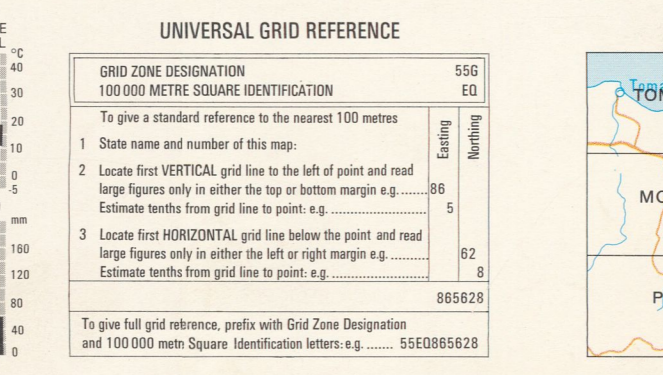 E
L
UNIVERSAL GRID REFERENCE
°C
40
30
20
10
0
-5
mm
160
120
80
40
0
GRID ZONE DESIGNATION 55G
100 000 METRE SQUARE IDENTIFICATION EQ
To give a standard reference to the nearest 100 metres
Easting
Northing
1 State name and number of this map:
2 Locate first VERTICAL grid line to the left of point and read
large figures only in either the top or bottom margin e.g. ....... 86
Estimate tenths from grid line to point: e.g. ........................ 5
3 Locate first HORIZONTAL grid line below the point and read
large figures only in either the left or right margin e.g. .......... 62
Estimate tenths from grid line to point: e.g. ........................ 8
865628
To give full grid reference, prefix with Grid Zone Designation
and 100 000 metre Square Identification letters: e.g. ....... 55EQ865628
Toma
TOM
MO
P